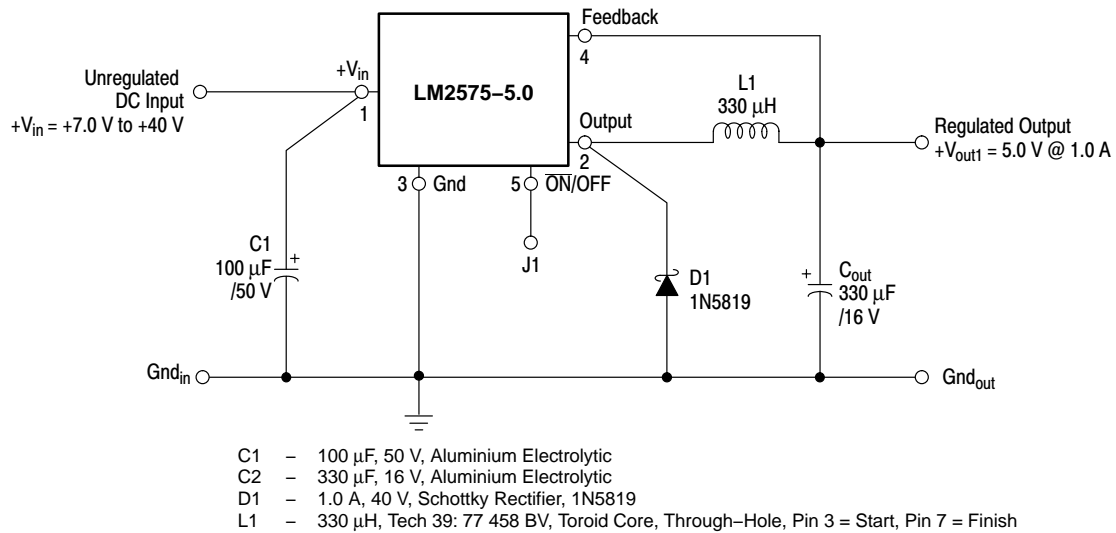 Feedback
4
Unregulated
DC Input
+Vin = +7.0 V to +40 V
+Vin
1
LM2575−5.0
L1
330 μH
Output
2
Regulated Output
+Vout1 = 5.0 V @ 1.0 A
3 Gnd
5 ON/OFF
J1
C1
100 μF
/50 V
+
D1
1N5819
+
Cout
330 μF
/16 V
Gndin
Gndout
C1 – 100 μF, 50 V, Aluminium Electrolytic
C2 – 330 μF, 16 V, Aluminium Electrolytic
D1 – 1.0 A, 40 V, Schottky Rectifier, 1N5819
L1 – 330 μH, Tech 39: 77 458 BV, Toroid Core, Through−Hole, Pin 3 = Start, Pin 7 = Finish